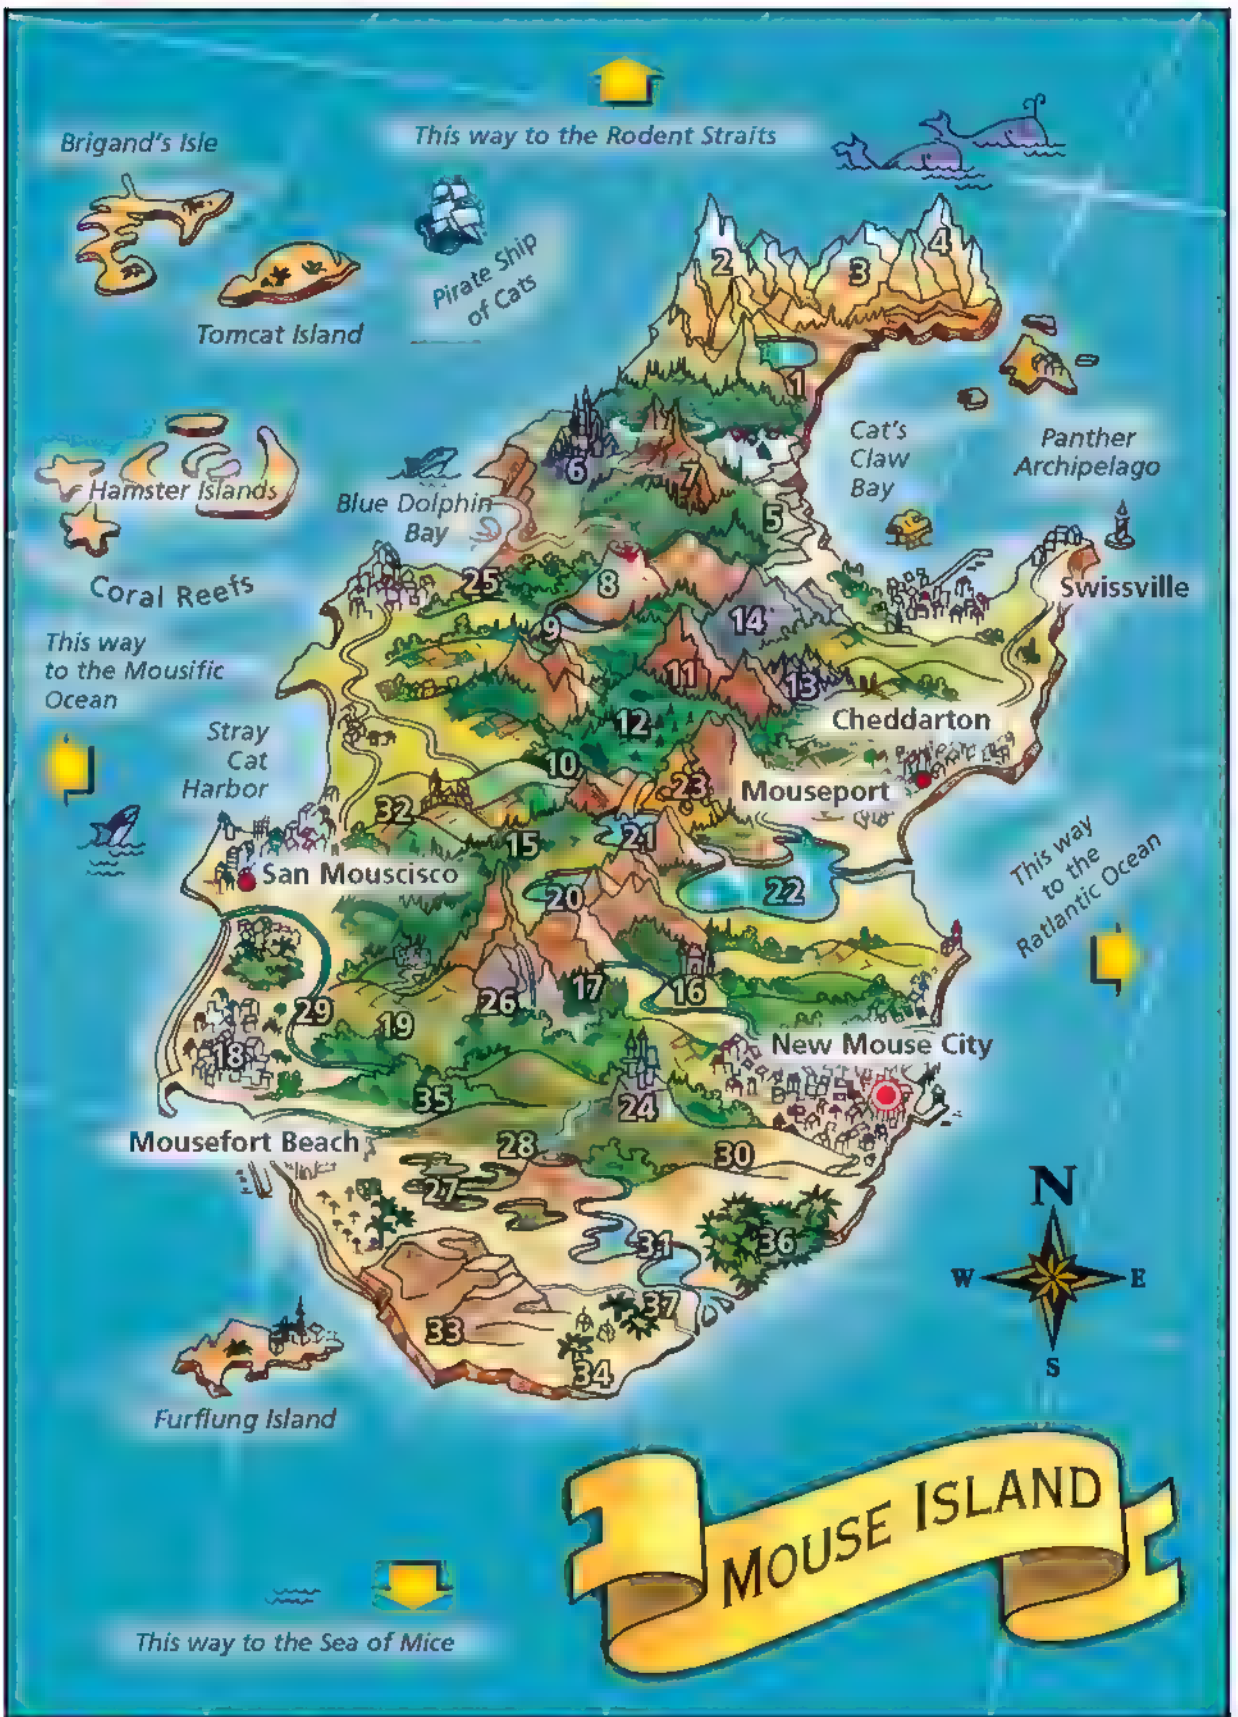 This way to the Rodent Straits
Brigand's Isle
Tomcat Island
Pirate Ship
of Cats
2
3
4
1
Cat's
Claw
Bay
Panther
Archipelago
Hamster Islands
Blue Dolphin
Bay
6
7
5
Coral Reefs
25
8
Swissville
This way
to the Mousific
Ocean
9
14
11
13
12
Cheddarton
Stray
Cat
Harbor
10
23
Mouseport
32
15
21
This way
to the
Ratlantic Ocean
San Mouscisco
20
22
26
17
16
29
19
18
New Mouse City
35
24
Mousefort Beach
28
30
27
31
36
N
W
E
S
37
33
34
Furflung Island
MOUSE ISLAND
This way to the Sea of Mice